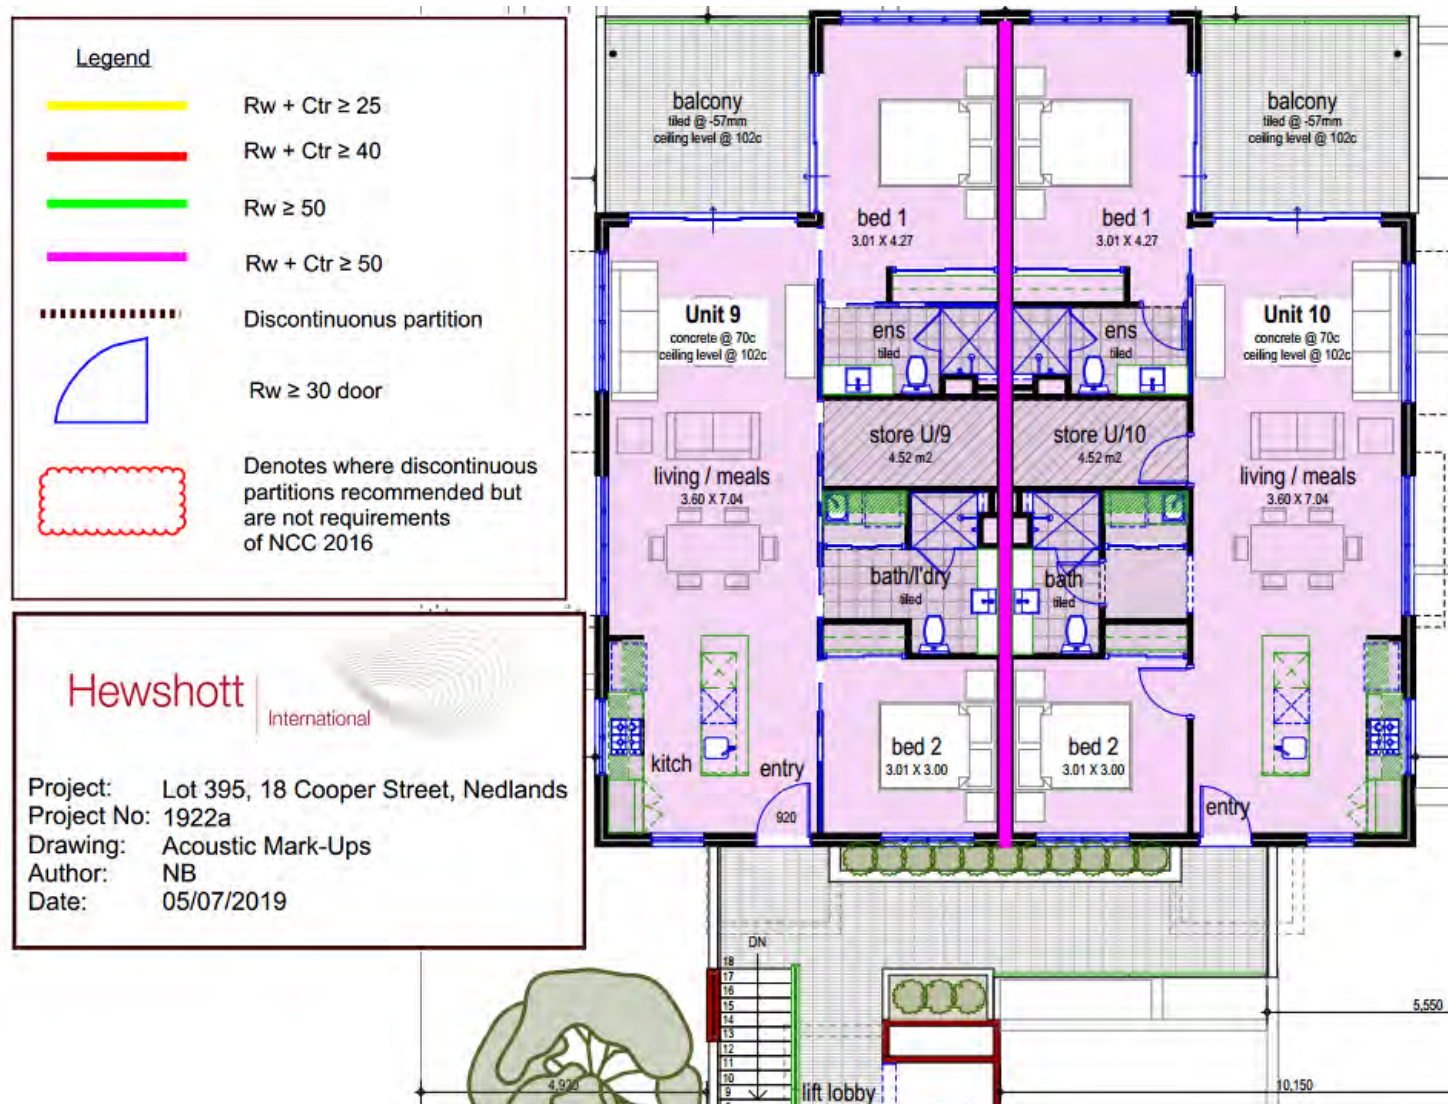 Legend
Rw + Ctr ≥ 25
Rw + Ctr ≥ 40
Rw ≥ 50
Rw + Ctr ≥ 50
Discontinuonus partition
Rw ≥ 30 door
Denotes where discontinuous
partitions recommended but
are not requirements
of NCC 2016
Hewshott
International
Project: Lot 395, 18 Cooper Street, Nedlands
Project No: 1922a
Drawing: Acoustic Mark-Ups
Author: NB
Date: 05/07/2019
balcony
tiled @ -57mm
ceiling level @ 102c
balcony
tiled @ -57mm
ceiling level @ 102c
bed 1
3.01 X 4.27
bed 1
3.01 X 4.27
Unit 9
concrete @ 70c
ceiling level @ 102c
ens
tiled
ens
tiled
Unit 10
concrete @ 70c
ceiling level @ 102c
store U/9
4.52 m2
store U/10
4.52 m2
living / meals
3.60 X 7.04
living / meals
3.60 X 7.04
bath/l'dry
tiled
bath
tiled
bed 2
3.01 X 3.00
bed 2
3.01 X 3.00
kitch
entry
920
entry
DN
18
17
16
15
14
13
12
11
10
9
lift lobby
4,920
5,550
10,150